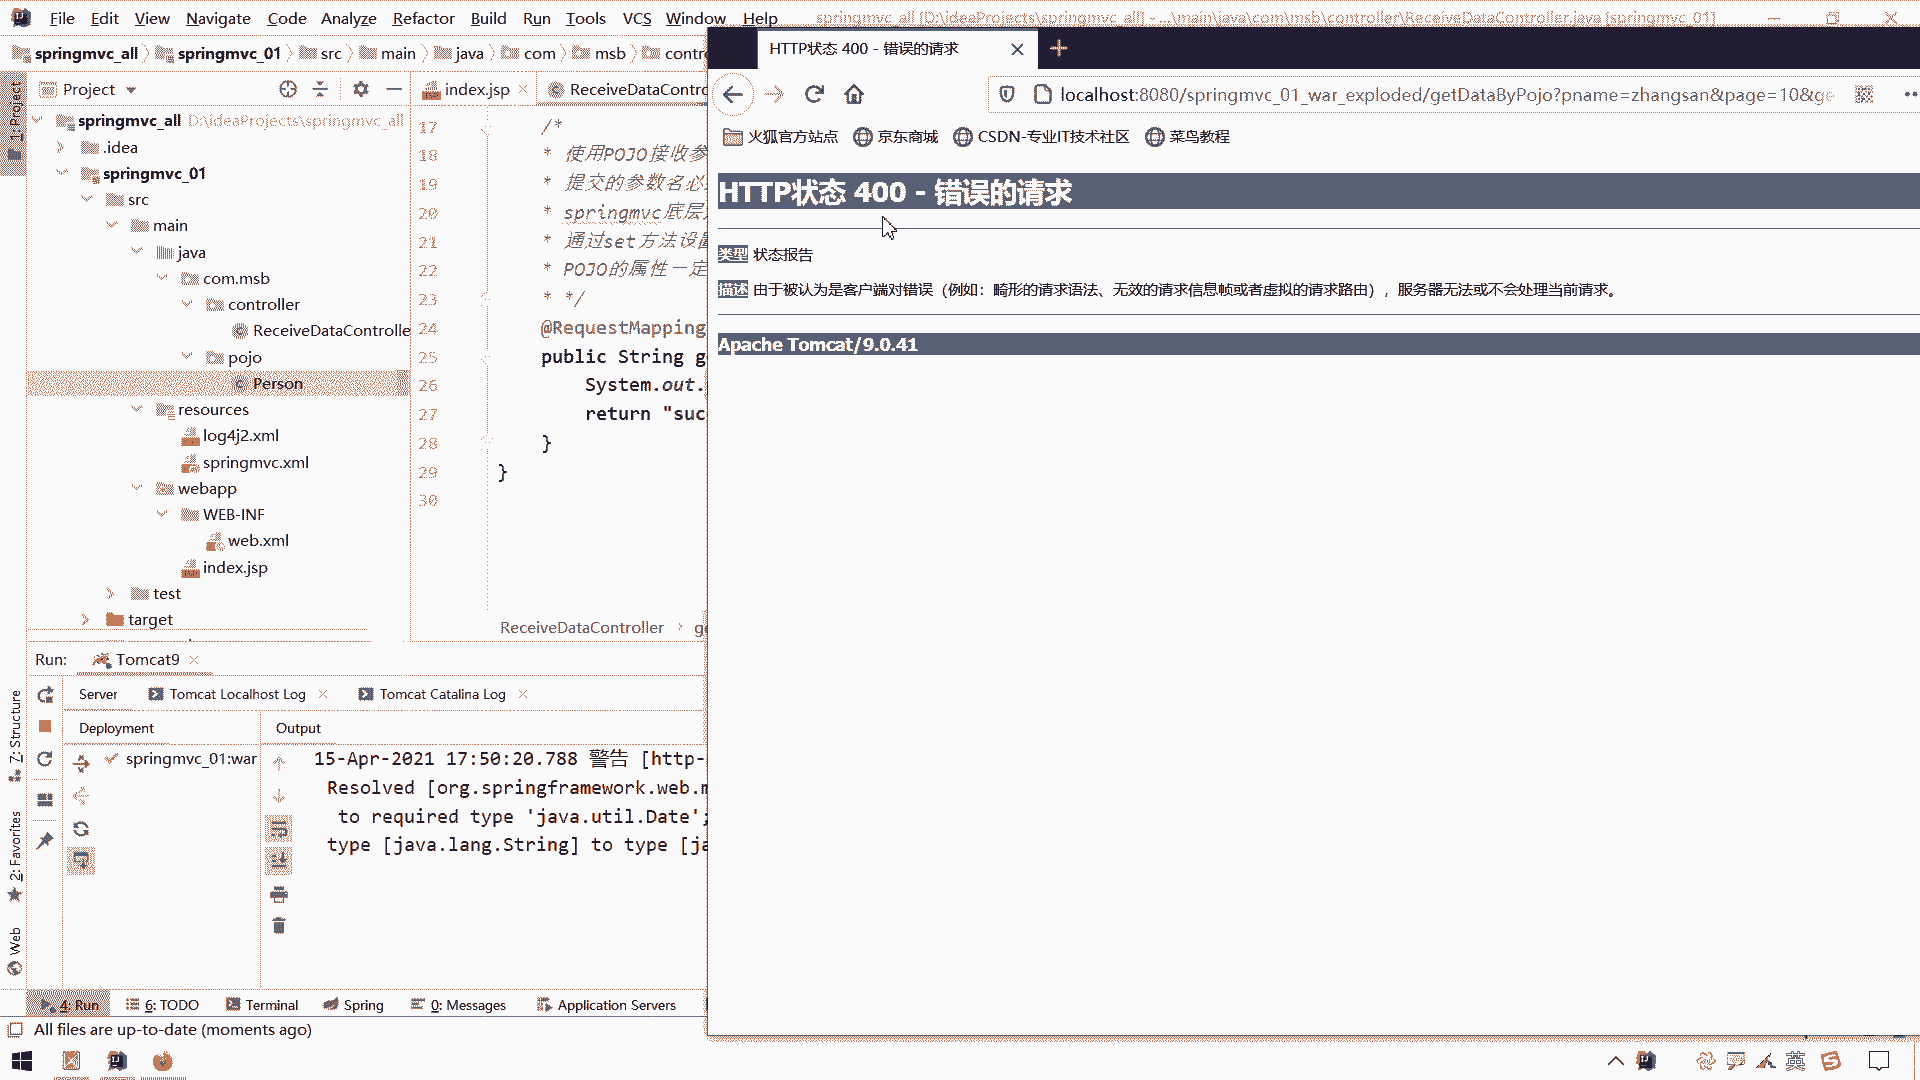 File Edit View Navigate Code Analyze Refactor Build Run Tools VCS Window Help springmvc_all [D:\ideaProjects\springmvc_all] - ...\main\java\com\msb\controller\ReceiveDataController.java [springmvc_01]
springmvc_all springmvc_01 src main java com msb contro
Project
index.jsp
ReceiveDataContro
1: Project
springmvc_all D:\ideaProjects\springmvc_all
.idea
springmvc_01
src
main
java
com.msb
controller
ReceiveDataControlle
pojo
Person
resources
log4j2.xml
springmvc.xml
webapp
WEB-INF
web.xml
index.jsp
test
target
17 /*
18 * 使用POJO接收参
19 * 提交的参数名必
20 * springmvc底层
21 * 通过set方法设置
22 * POJO的属性一定
23 * */
24 @RequestMapping
25 public String g
26 System.out.
27 return "suc
28 }
29 }
30
ReceiveDataController
HTTP状态 400 - 错误的请求
localhost:8080/springmvc_01_war_exploded/getDataByPojo?pname=zhangsan&page=10&ge
火狐官方站点 京东商城 CSDN-专业IT技术社区 菜鸟教程
HTTP状态 400 - 错误的请求
类型 状态报告
描述 由于被认为是客户端对错误（例如：畸形的请求语法、无效的请求信息帧或者虚拟的请求路由），服务器无法或不会处理当前请求。
Apache Tomcat/9.0.41
Run: Tomcat9
Server Tomcat Localhost Log Tomcat Catalina Log
Deployment Output
springmvc_01:war
15-Apr-2021 17:50:20.788 警告 [http-
Resolved [org.springframework.web.m
to required type 'java.util.Date';
type [java.lang.String] to type [ja
7: Structure
2: Favorites
Web
4: Run 6: TODO Terminal Spring 0: Messages Application Servers
All files are up-to-date (moments ago)
英